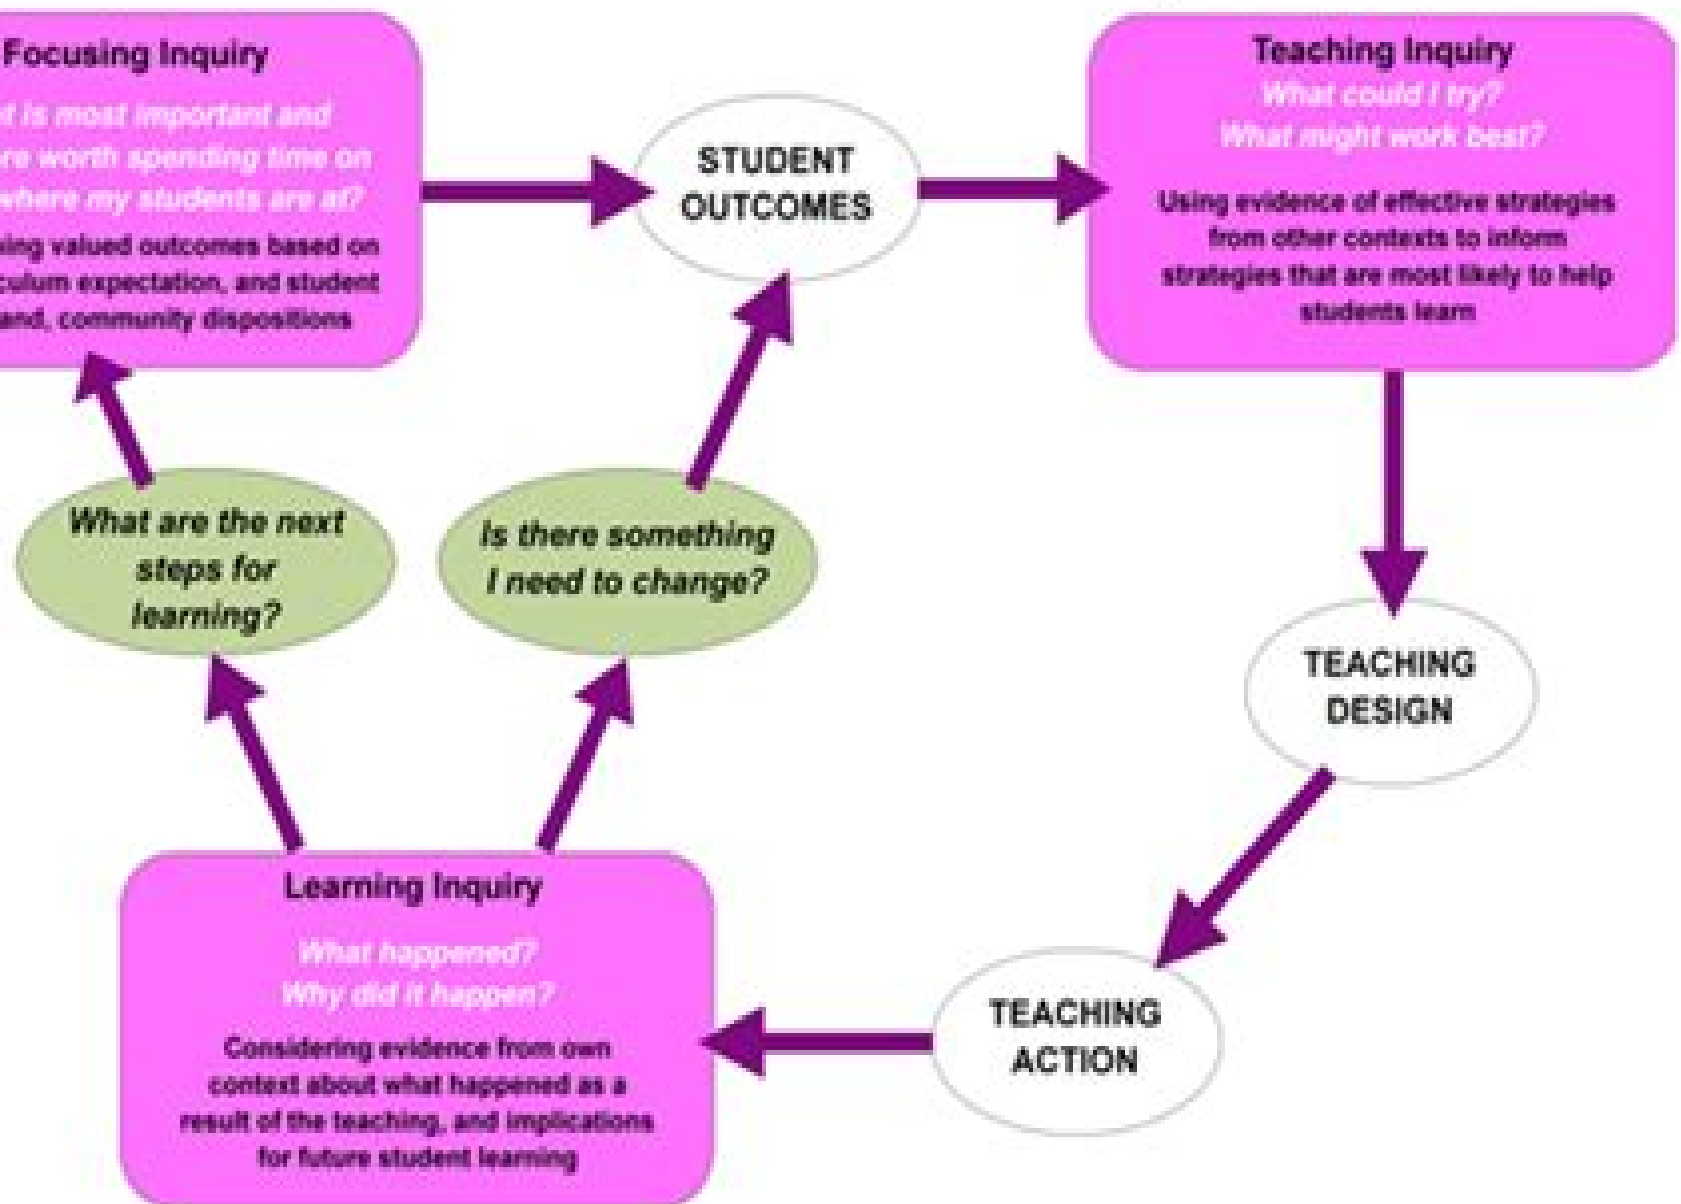 Focusing Inquiry
is most important and
worth spending time on
where my students are at?
valued outcomes based on
expectation, and student
and, community dispositions
STUDENT
OUTCOMES
Teaching Inquiry
What could I try?
What might work best?
Using evidence of effective strategies
from other contexts to inform
strategies that are most likely to help
students learn
What are the next
steps for
learning?
Is there something
I need to change?
TEACHING
DESIGN
Learning Inquiry
What happened?
Why did it happen?
Considering evidence from own
context about what happened as a
result of the teaching, and implications
for future student learning
TEACHING
ACTION